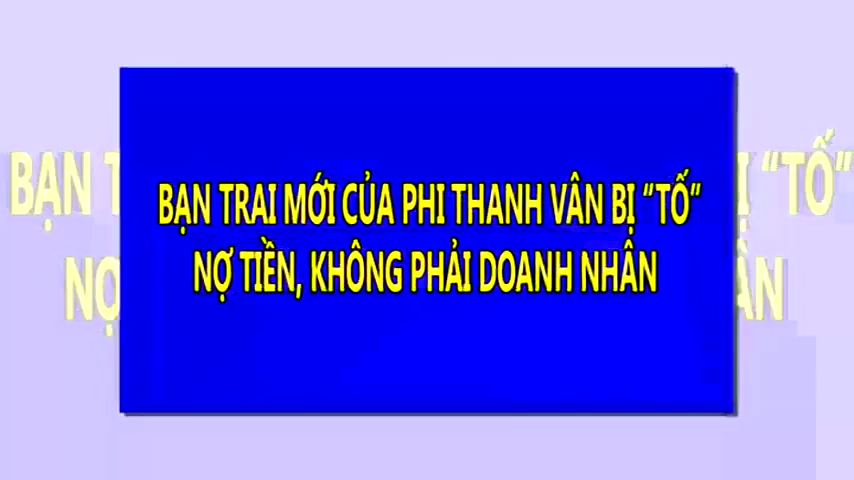 BẠN TRAI MỚI CỦA PHI THANH VÂN BỊ “TỐ”
NỢ TIỀN, KHÔNG PHẢI DOANH NHÂN